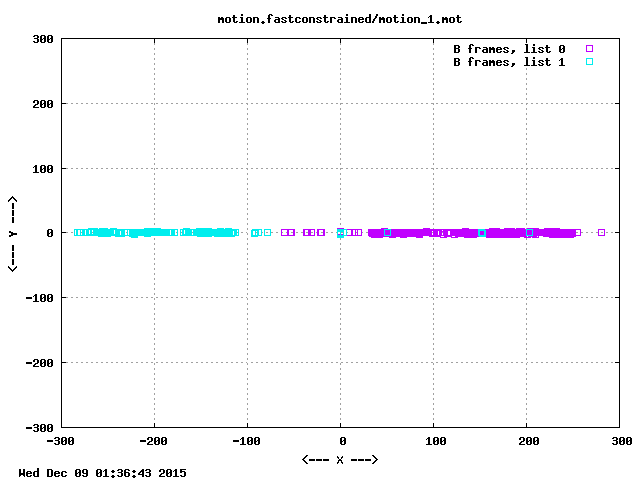 motion.fastconstrained/motion_1.mot
B frames, list 0
B frames, list 1
300
200
100
0
-100
-200
-300
<--- Y --->
-300 -200 -100 0 100 200 300
<--- X --->
Wed Dec 09 01:36:43 2015